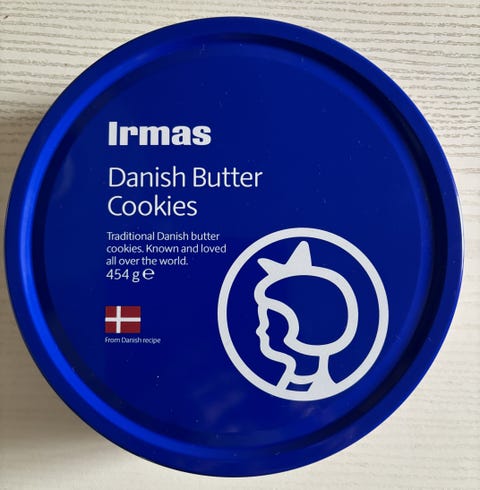 Irmas
Danish Butter
Cookies
Traditional Danish butter
cookies. Known and loved
all over the world.
454 g ℮
From Danish recipe